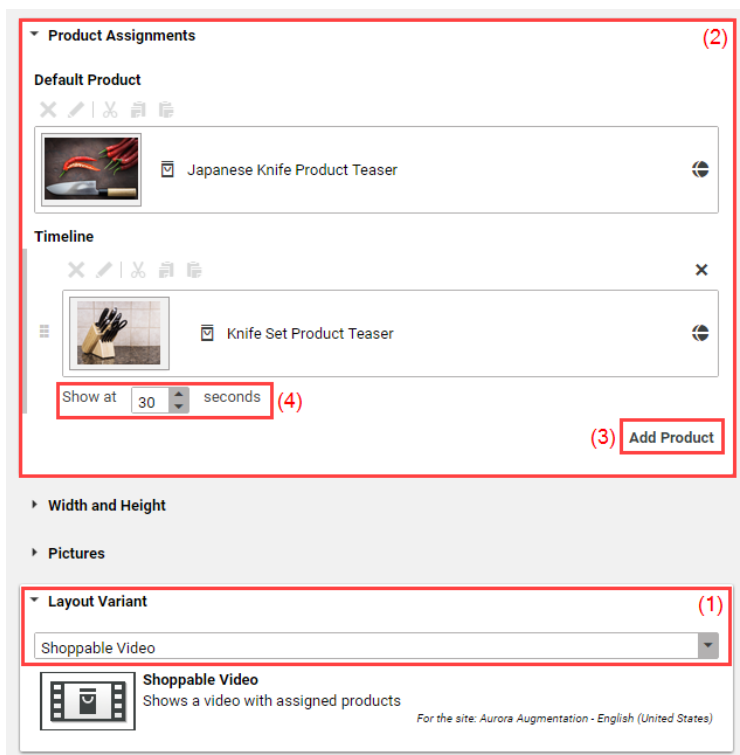 Product Assignments (2)
Default Product
Japanese Knife Product Teaser
Timeline
Knife Set Product Teaser
Show at 30 seconds (4)
(3) Add Product
Width and Height
Pictures
Layout Variant (1)
Shoppable Video
Shoppable Video
Shows a video with assigned products
For the site: Aurora Augmentation - English (United States)